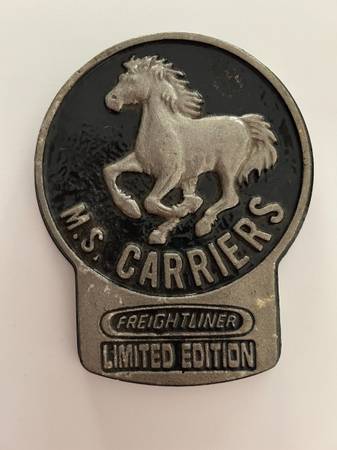 M.S. CARRIERS
FREIGHTLINER
LIMITED EDITION